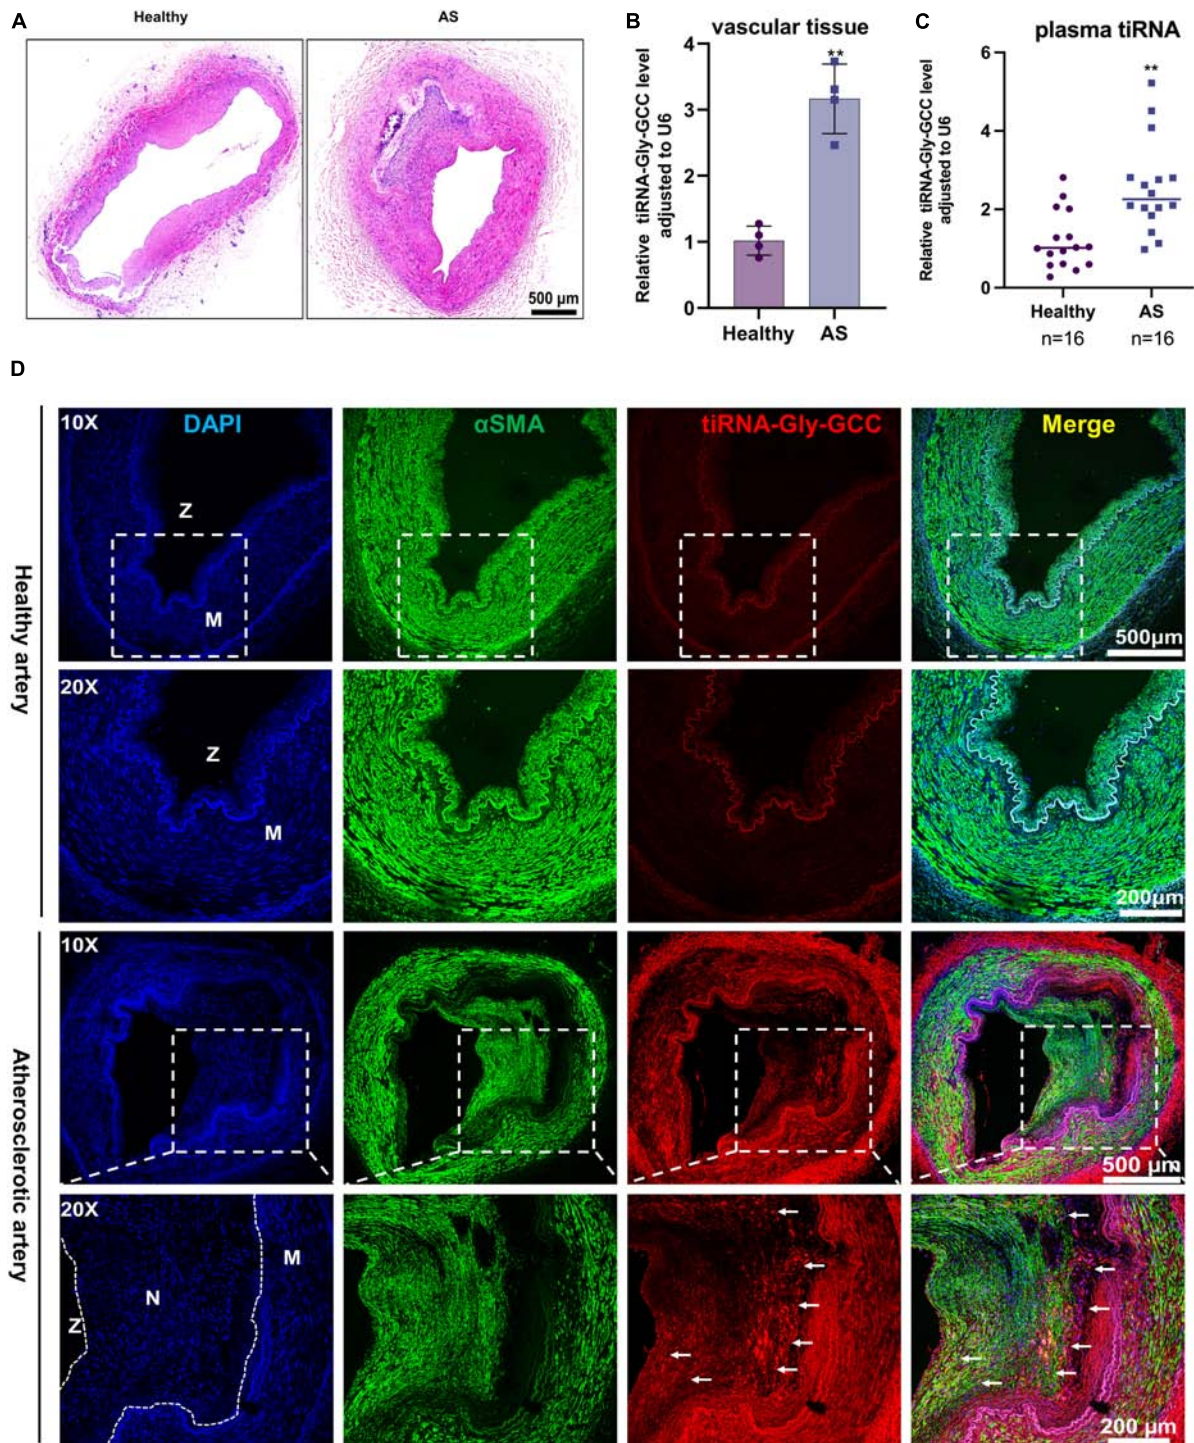 A
Healthy
AS
500 µm
B
vascular tissue
Relative tiRNA-Gly-GCC level
adjusted to U6
4
3
2
1
0
**
Healthy
AS
C
plasma tiRNA
Relative tiRNA-Gly-GCC level
adjusted to U6
6
4
2
0
**
Healthy
AS
n=16
n=16
D
Healthy artery
10X
DAPI
αSMA
tiRNA-Gly-GCC
Merge
Z
M
500µm
20X
Z
M
200µm
Atherosclerotic artery
10X
500 µm
20X
M
N
Z
200 µm